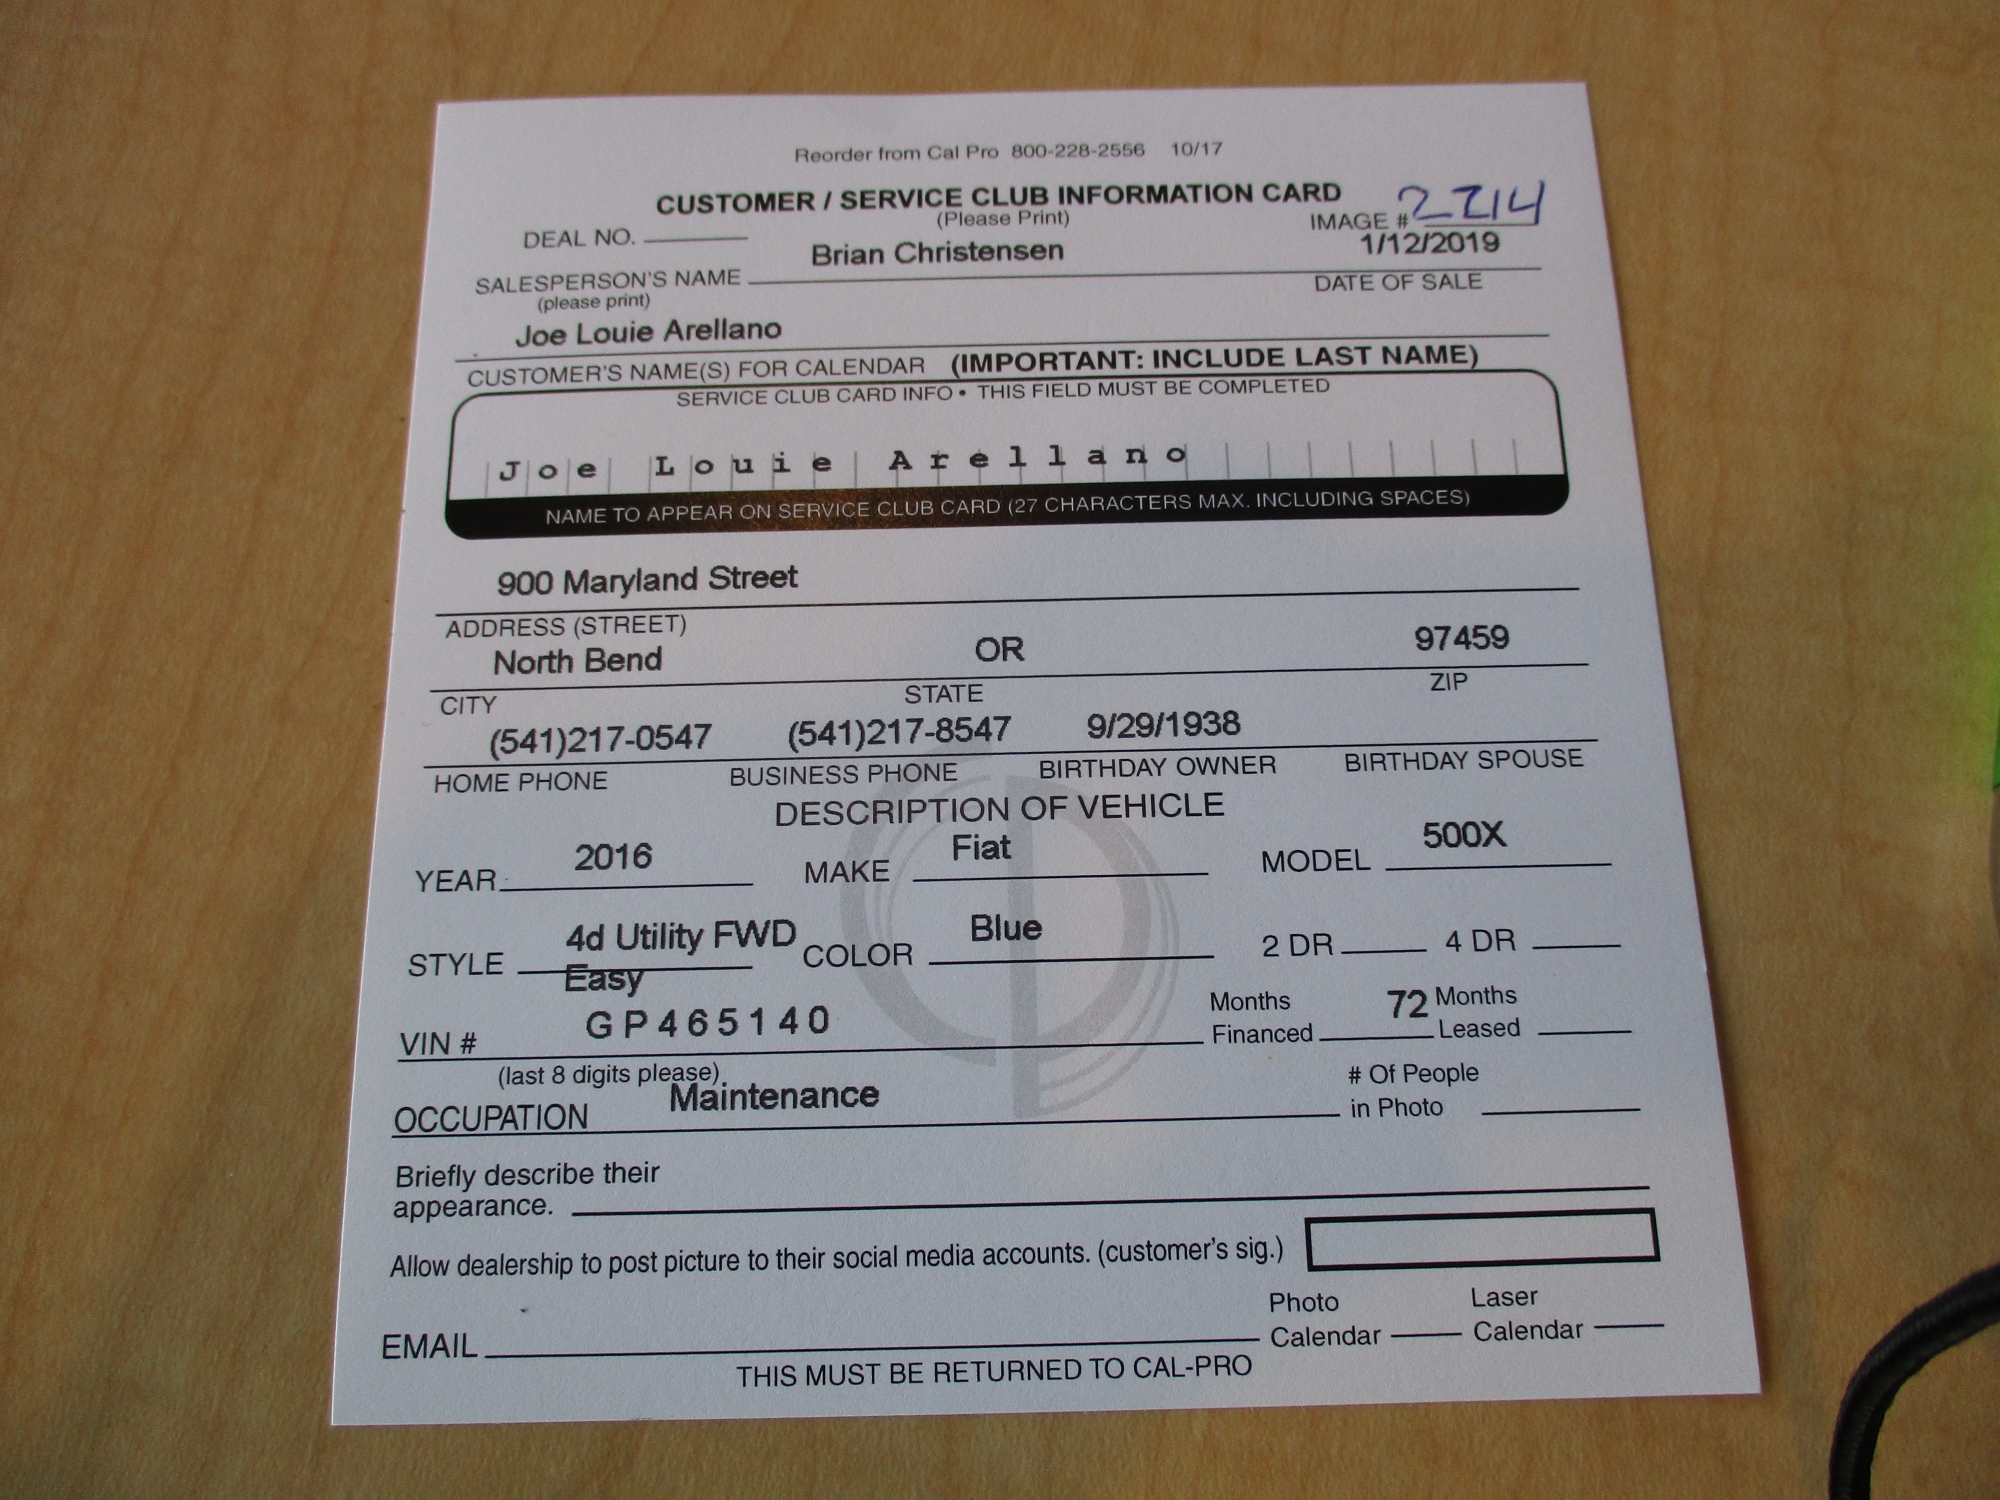 Reorder from Cal Pro 800-228-2556 10/17
CUSTOMER / SERVICE CLUB INFORMATION CARD
(Please Print)
DEAL NO. IMAGE # 2214
Brian Christensen 1/12/2019
SALESPERSON'S NAME DATE OF SALE
(please print)
Joe Louie Arellano
CUSTOMER'S NAME(S) FOR CALENDAR (IMPORTANT: INCLUDE LAST NAME)
SERVICE CLUB CARD INFO • THIS FIELD MUST BE COMPLETED
Joe Louie Arellano
NAME TO APPEAR ON SERVICE CLUB CARD (27 CHARACTERS MAX. INCLUDING SPACES)
900 Maryland Street
ADDRESS (STREET)
North Bend OR 97459
CITY STATE ZIP
(541)217-0547 (541)217-8547 9/29/1938
HOME PHONE BUSINESS PHONE BIRTHDAY OWNER BIRTHDAY SPOUSE
DESCRIPTION OF VEHICLE
YEAR 2016 MAKE Fiat MODEL 500X
STYLE 4d Utility FWD COLOR Blue 2 DR 4 DR
Easy
VIN # GP465140 Months Financed 72 Months Leased
(last 8 digits please)
OCCUPATION Maintenance # Of People in Photo
Briefly describe their
appearance.
Allow dealership to post picture to their social media accounts. (customer's sig.)
EMAIL Photo Calendar Laser Calendar
THIS MUST BE RETURNED TO CAL-PRO